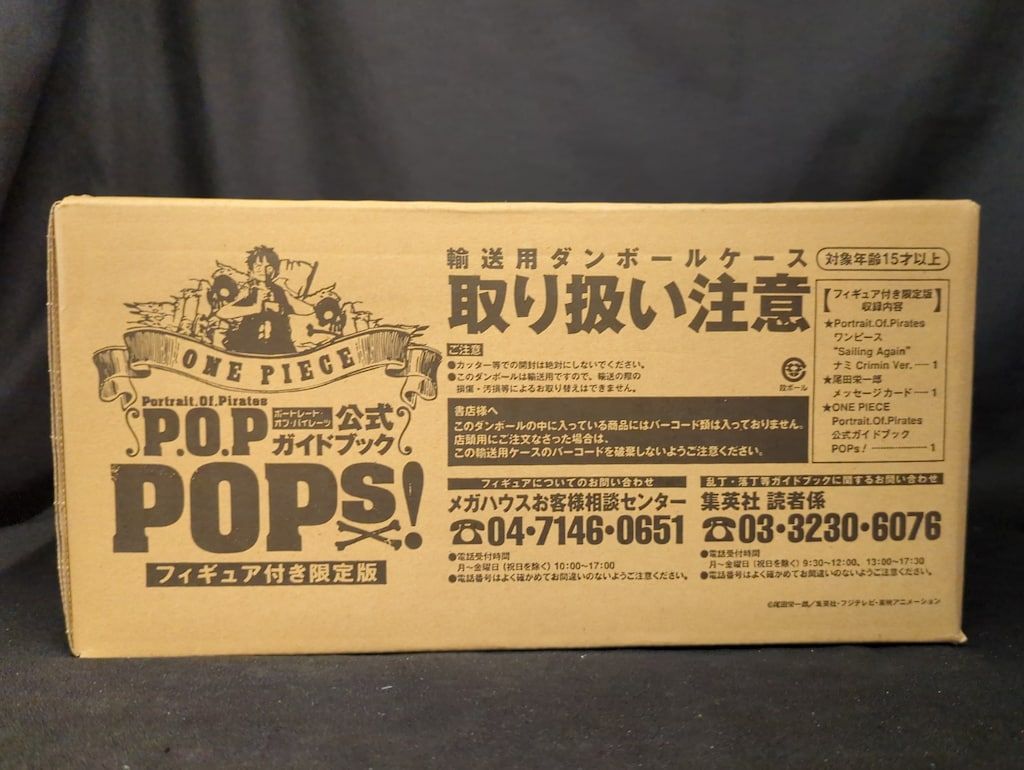 ONE PIECE
Portrait.Of.Pirates
P.O.P
ポートレート・
オブ・パイレーツ
公式
ガイドブック
POPS!
フィギュア付き限定版
輸送用ダンボールケース
取り扱い注意
ご注意
●カッター等での開封は絶対にしないでください。
●このダンボールは輸送用ですので、輸送の際の
損傷・汚損等によるお取り替えはできません。
段ボール
書店様へ
このダンボールの中に入っている商品にはバーコード類は入っておりません。
店頭用にご注文なさった場合は、
この輸送用ケースのバーコードを破棄しないようご注意ください。
対象年齢15才以上
【フィギュア付き限定版】
収録内容
★Portrait.Of.Pirates
ワンピース
"Sailing Again"
ナミ Crimin Ver.―1
★尾田栄一郎
メッセージカード―1
★ONE PIECE
Portrait.Of.Pirates
公式ガイドブック
POPs!―1
フィギュアについてのお問い合わせ
メガハウスお客様相談センター
☎04・7146・0651
●電話受付時間
月～金曜日(祝日を除く)10:00～17:00
●電話番号はよく確かめてお間違いのないようご注意ください。
乱丁・落丁等ガイドブックに関するお問い合わせ
集英社 読者係
☎03・3230・6076
●電話受付時間
月～金曜日(祝日を除く)9:30～12:00、13:00～17:30
●電話番号はよく確かめてお間違いのないようご注意ください。
©尾田栄一郎/集英社・フジテレビ・東映アニメーション